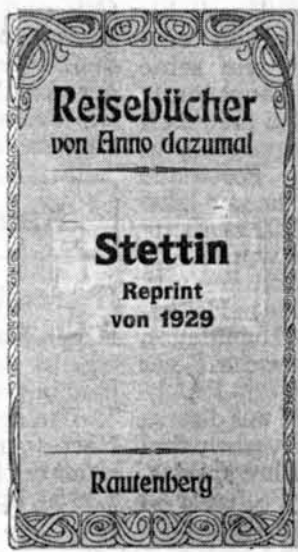 Reisebücher
von Anno dazumal
Stettin
Reprint
von 1929
Rautenberg